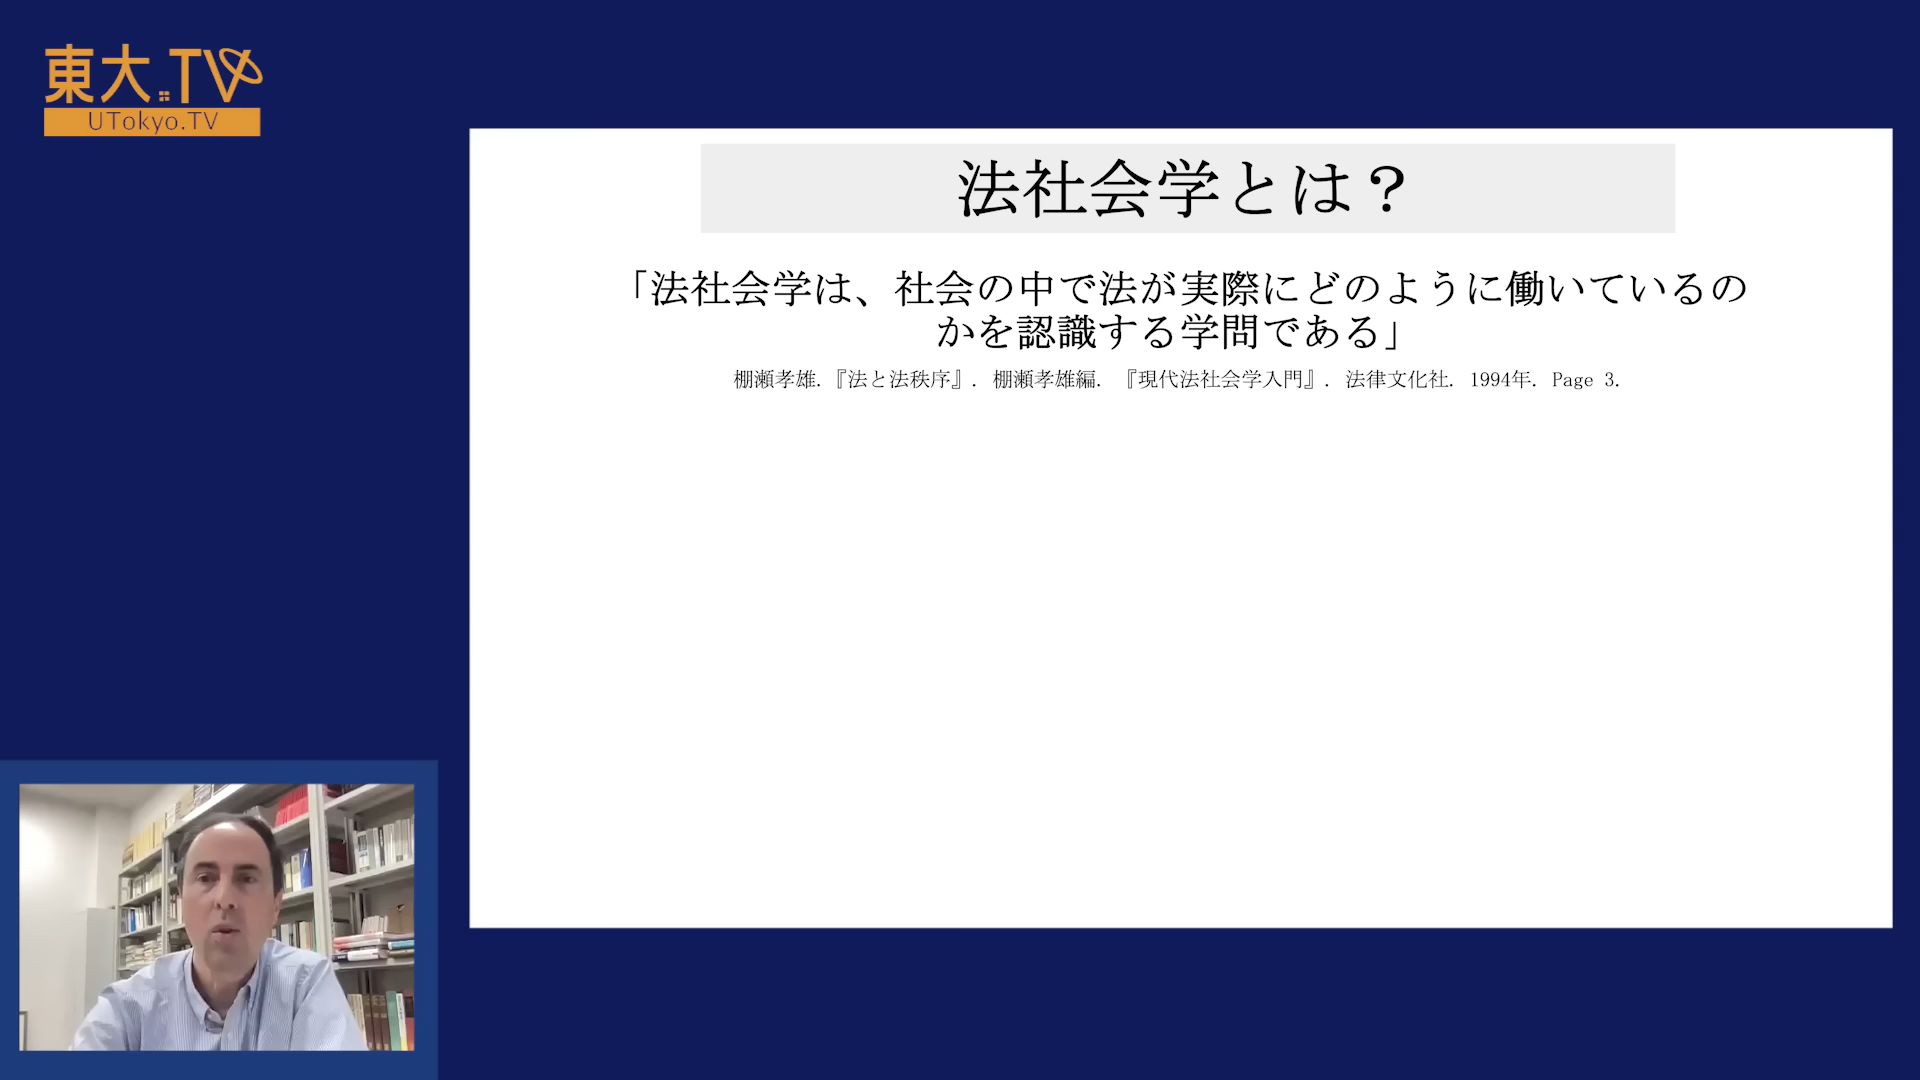 東大.TV
UTokyo.TV
法社会学とは？
「法社会学は、社会の中で法が実際にどのように働いているの
かを認識する学問である」
棚瀬孝雄.『法と法秩序』. 棚瀬孝雄編. 『現代法社会学入門』. 法律文化社. 1994年. Page 3.